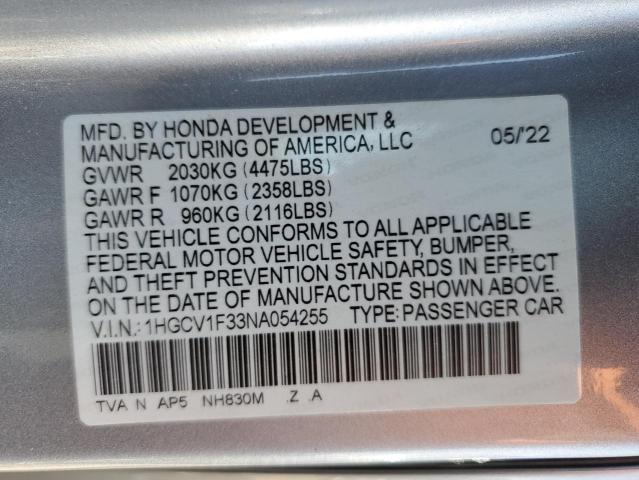 MFD. BY HONDA DEVELOPMENT &
MANUFACTURING OF AMERICA, LLC 05/'22
GVWR 2030KG (4475LBS)
GAWR F 1070KG (2358LBS)
GAWR R 960KG (2116LBS)
THIS VEHICLE CONFORMS TO ALL APPLICABLE
FEDERAL MOTOR VEHICLE SAFETY, BUMPER,
AND THEFT PREVENTION STANDARDS IN EFFECT
ON THE DATE OF MANUFACTURE SHOWN ABOVE.
V.I.N.: 1HGCV1F33NA054255 TYPE: PASSENGER CAR
TVA N AP5 NH830M .Z .A